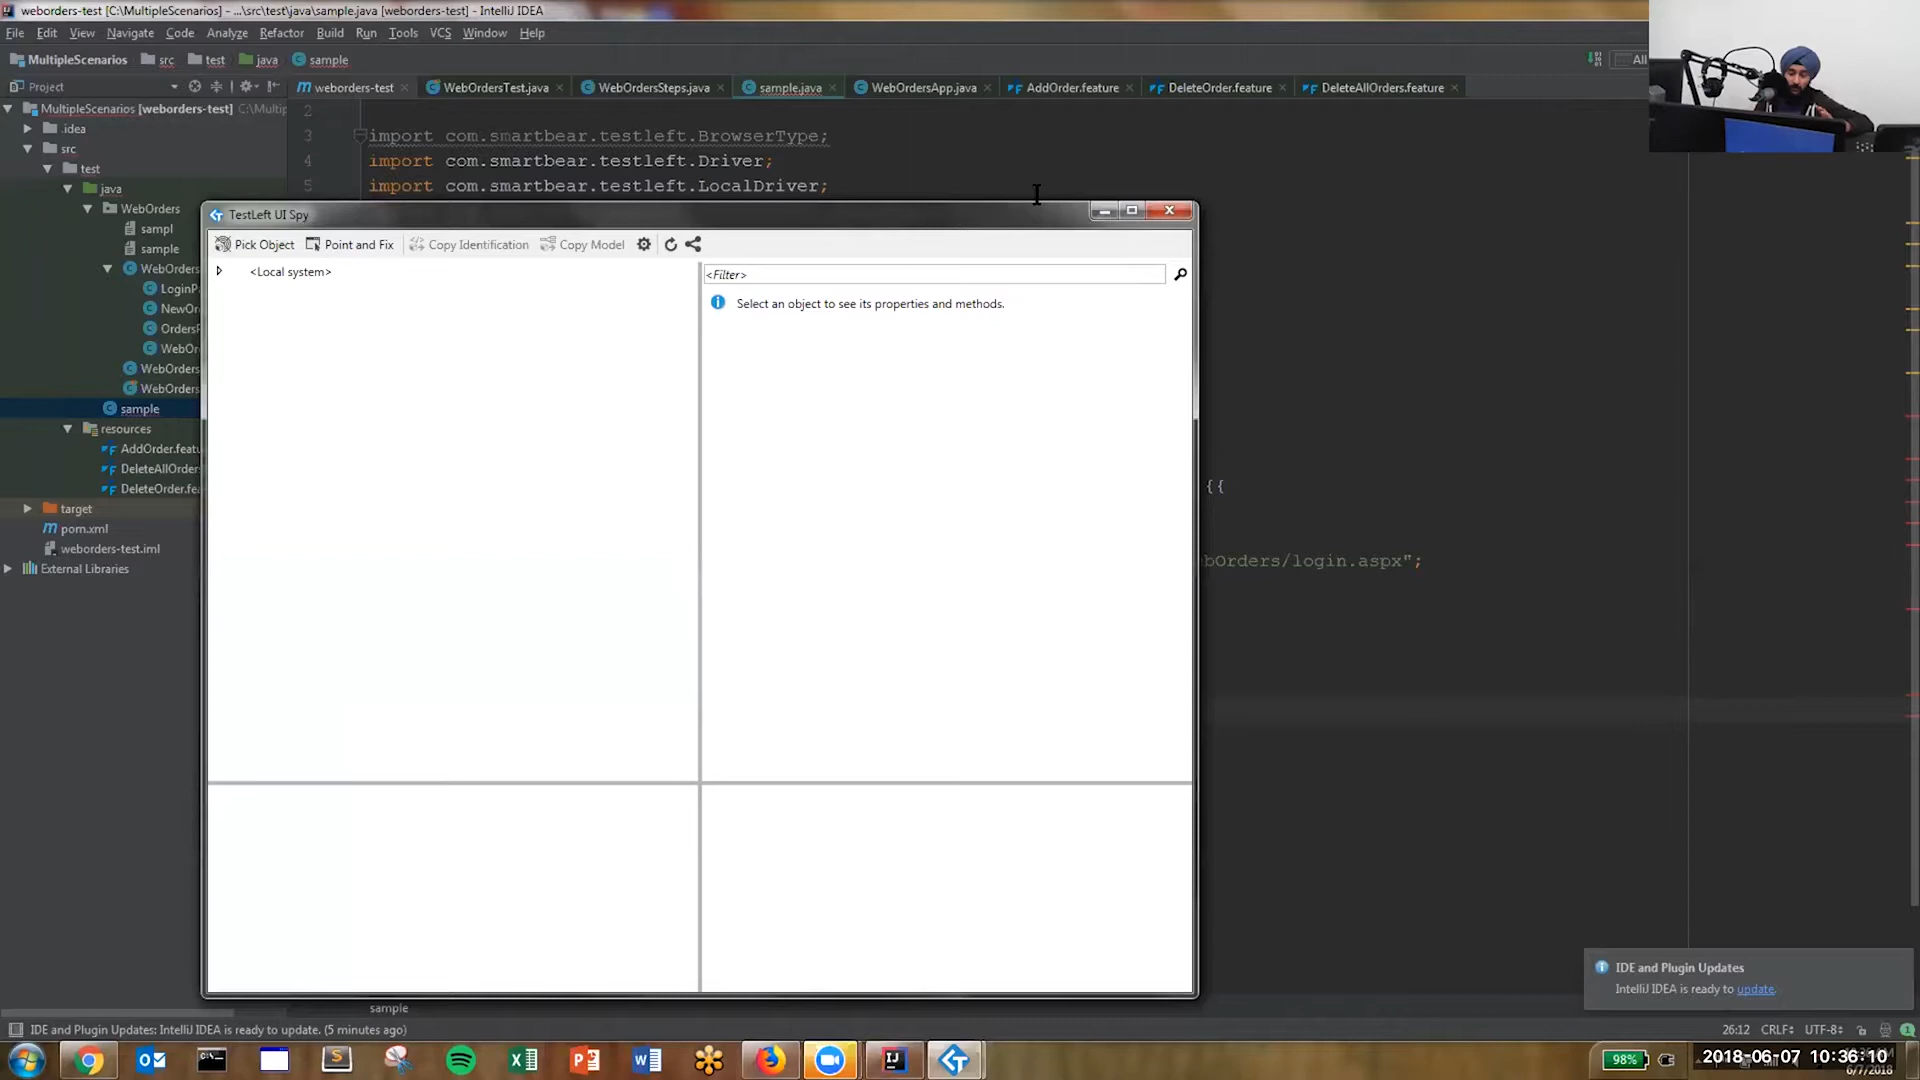 weborders-test [C:\MultipleScenarios] - ...\src\test\java\sample.java [weborders-test] - IntelliJ IDEA
File Edit View Navigate Code Analyze Refactor Build Run Tools VCS Window Help
MultipleScenarios src test java sample All
Project weborders-test WebOrdersTest.java WebOrdersSteps.java sample.java WebOrdersApp.java AddOrder.feature DeleteOrder.feature DeleteAllOrders.feature
MultipleScenarios [weborders-test] C:\Multip
.idea
src
test
java
WebOrders
sampl
sample
WebOrders
LoginP
NewOr
Orders
WebOr
WebOrders
WebOrders
sample
resources
AddOrder.featu
DeleteAllOrders
DeleteOrder.fea
target
pom.xml
weborders-test.iml
External Libraries
2
3 import com.smartbear.testleft.BrowserType;
4 import com.smartbear.testleft.Driver;
5 import com.smartbear.testleft.LocalDriver;
{{
bOrders/login.aspx";
TestLeft UI Spy
Pick Object Point and Fix Copy Identification Copy Model
<Local system>
<Filter>
Select an object to see its properties and methods.
IDE and Plugin Updates
IntelliJ IDEA is ready to update.
sample
IDE and Plugin Updates: IntelliJ IDEA is ready to update. (5 minutes ago)
26:12 CRLF÷ UTF-8÷
98%
2018-06-07 10:36:10
6/7/2018